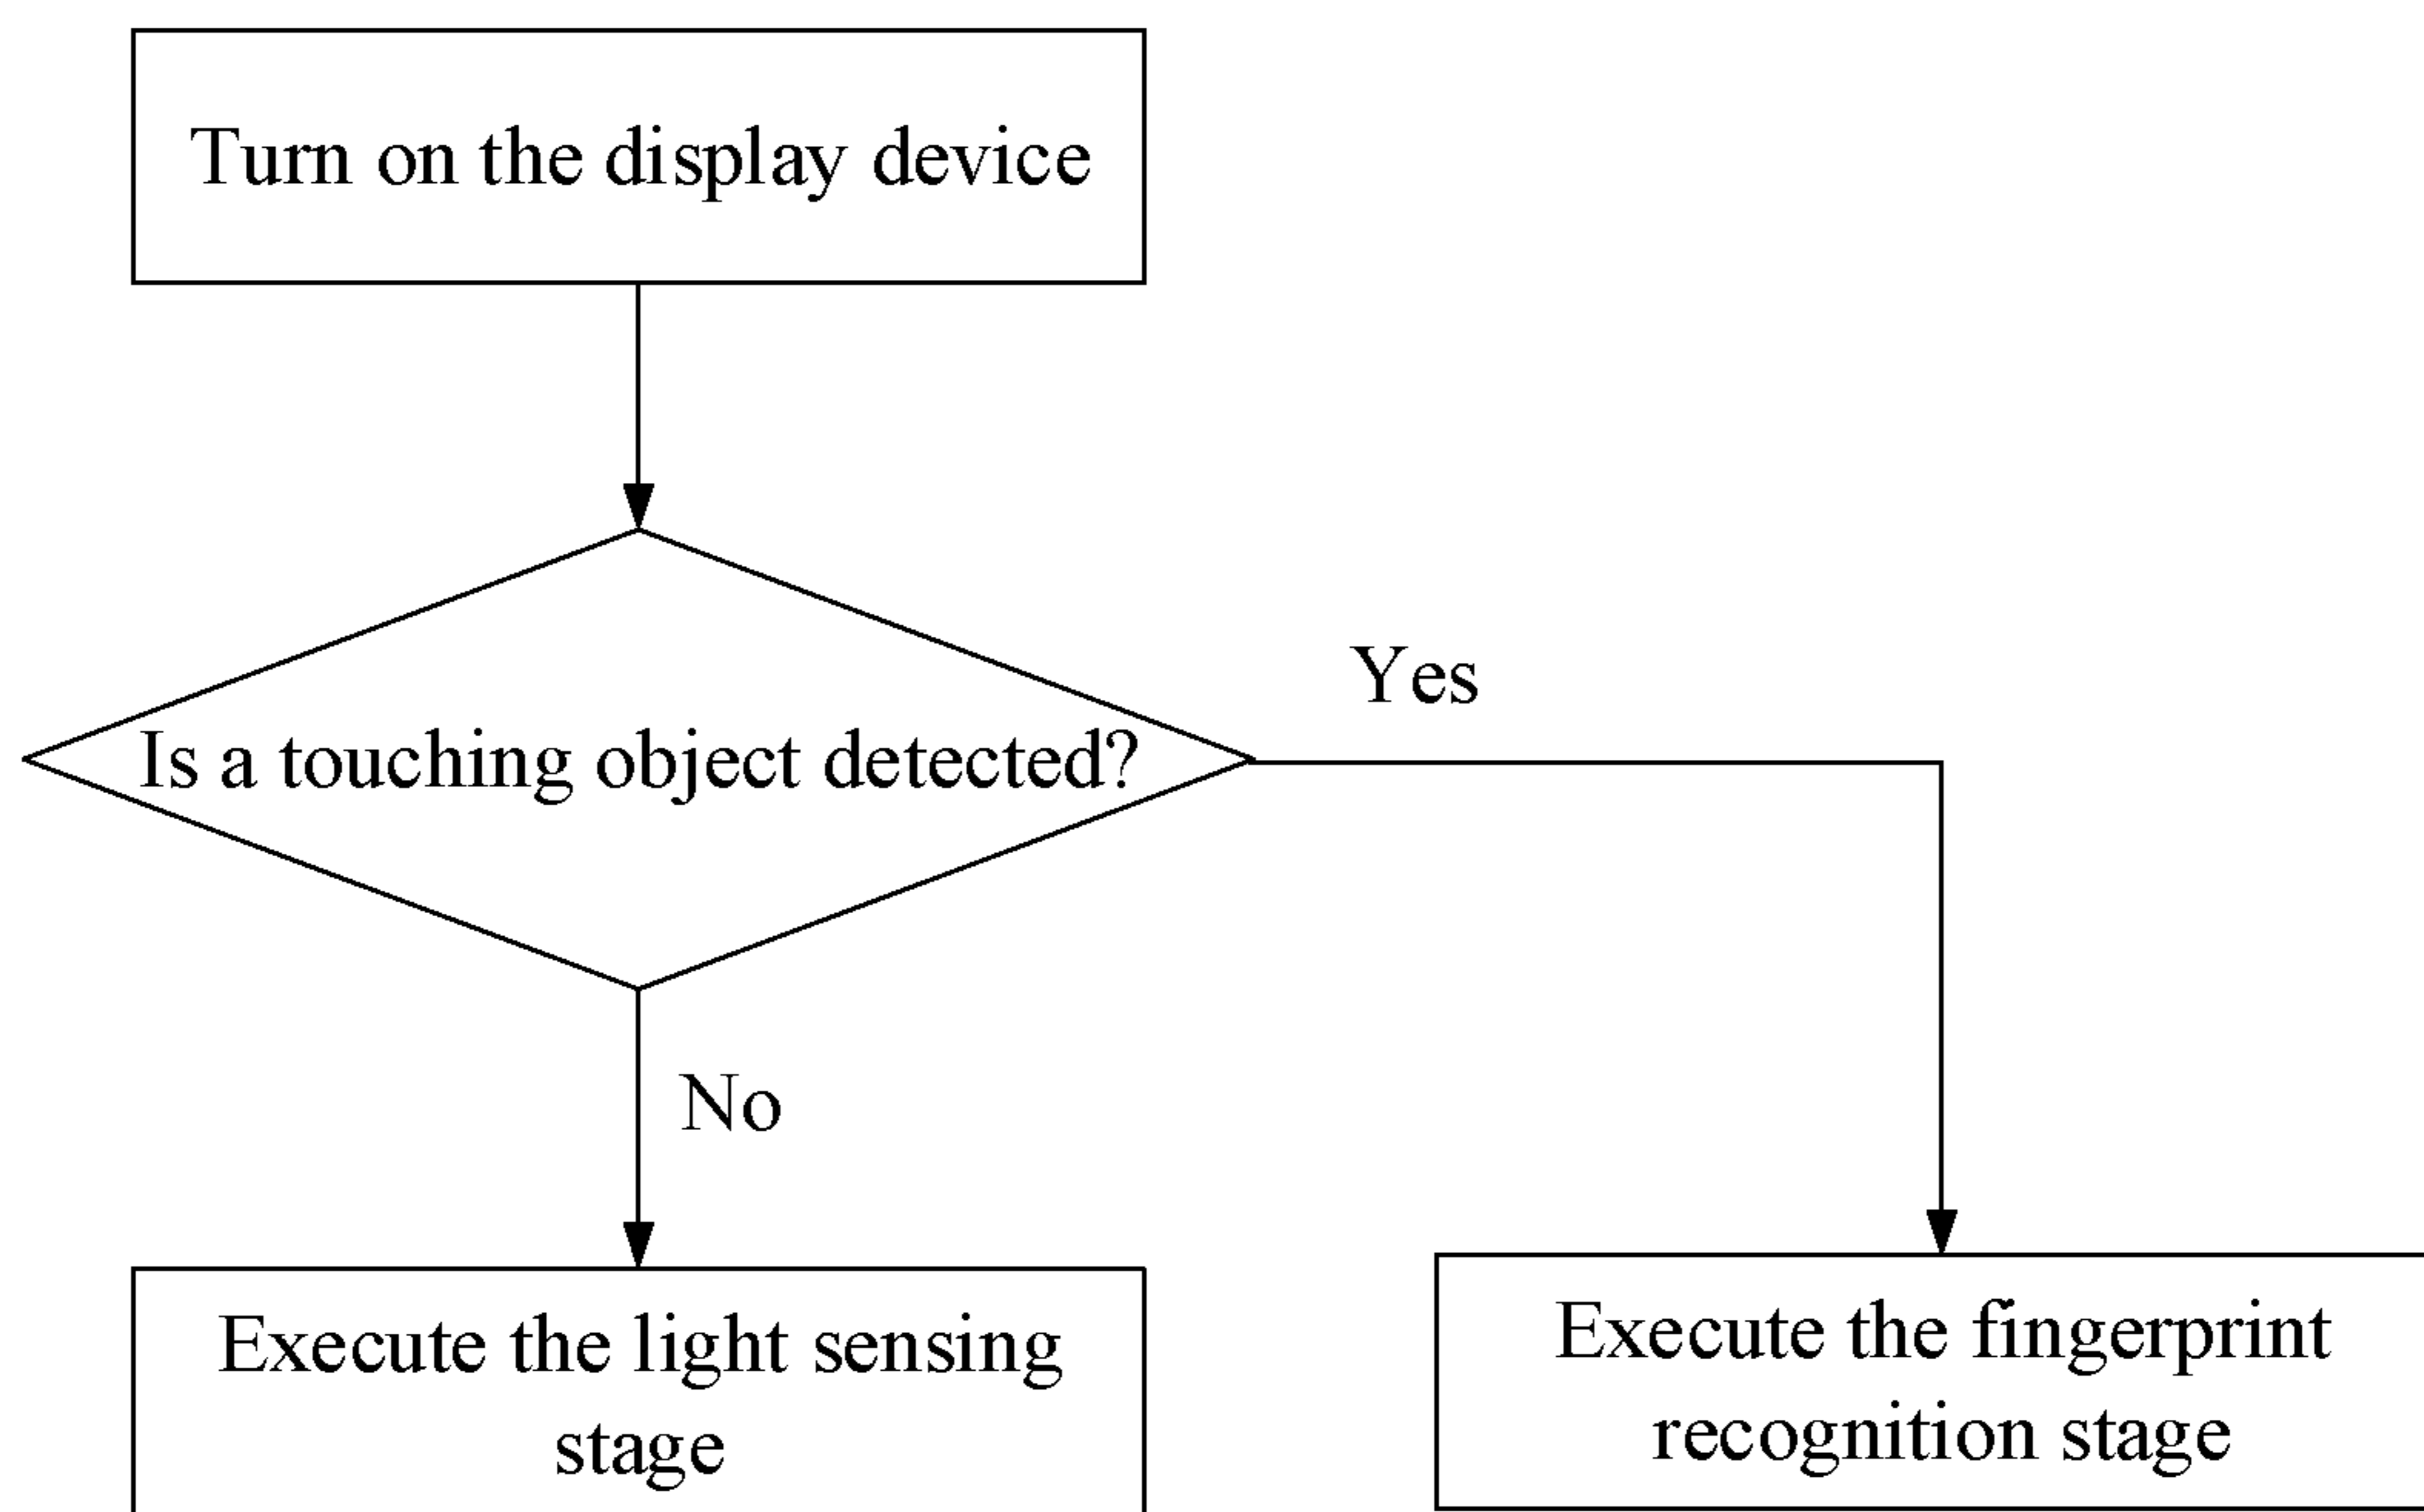 Turn on the display device
Is a touching object detected?
Yes
No
Execute the light sensing
stage
Execute the fingerprint
recognition stage